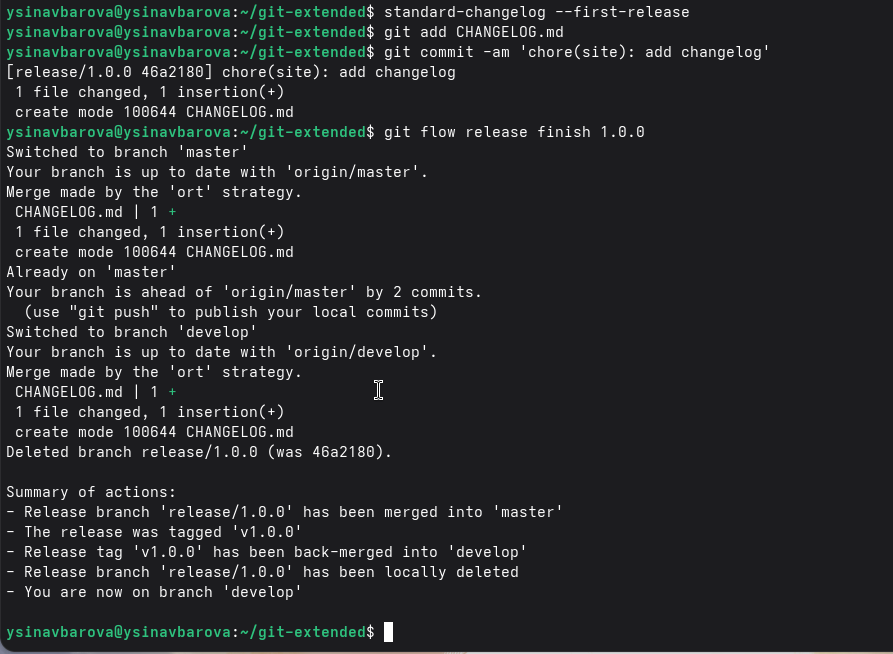 ysinavbarova@ysinavbarova:~/git-extended$ standard-changelog --first-release
ysinavbarova@ysinavbarova:~/git-extended$ git add CHANGELOG.md
ysinavbarova@ysinavbarova:~/git-extended$ git commit -am 'chore(site): add changelog'
[release/1.0.0 46a2180] chore(site): add changelog
 1 file changed, 1 insertion(+)
 create mode 100644 CHANGELOG.md
ysinavbarova@ysinavbarova:~/git-extended$ git flow release finish 1.0.0
Switched to branch 'master'
Your branch is up to date with 'origin/master'.
Merge made by the 'ort' strategy.
 CHANGELOG.md | 1 +
 1 file changed, 1 insertion(+)
 create mode 100644 CHANGELOG.md
Already on 'master'
Your branch is ahead of 'origin/master' by 2 commits.
  (use "git push" to publish your local commits)
Switched to branch 'develop'
Your branch is up to date with 'origin/develop'.
Merge made by the 'ort' strategy.
 CHANGELOG.md | 1 +
 1 file changed, 1 insertion(+)
 create mode 100644 CHANGELOG.md
Deleted branch release/1.0.0 (was 46a2180).

Summary of actions:
- Release branch 'release/1.0.0' has been merged into 'master'
- The release was tagged 'v1.0.0'
- Release tag 'v1.0.0' has been back-merged into 'develop'
- Release branch 'release/1.0.0' has been locally deleted
- You are now on branch 'develop'

ysinavbarova@ysinavbarova:~/git-extended$